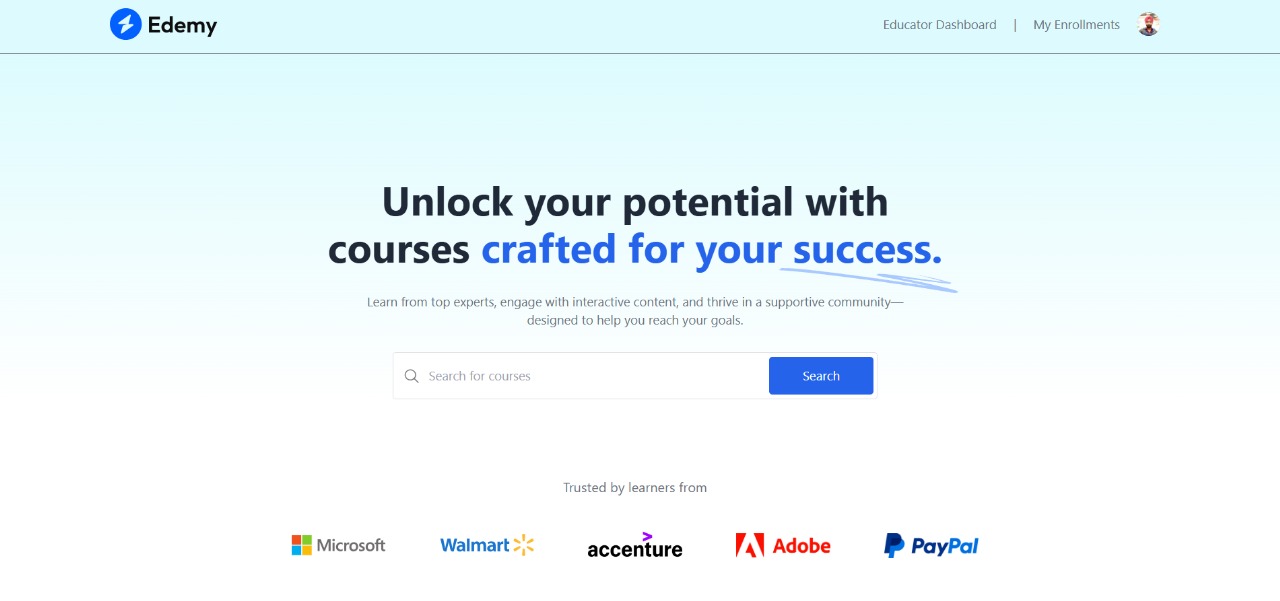 Edemy
Educator Dashboard | My Enrollments
Unlock your potential with
courses crafted for your success.
Learn from top experts, engage with interactive content, and thrive in a supportive community—
designed to help you reach your goals.
Search for courses
Search
Trusted by learners from
Microsoft
Walmart
accenture
Adobe
PayPal